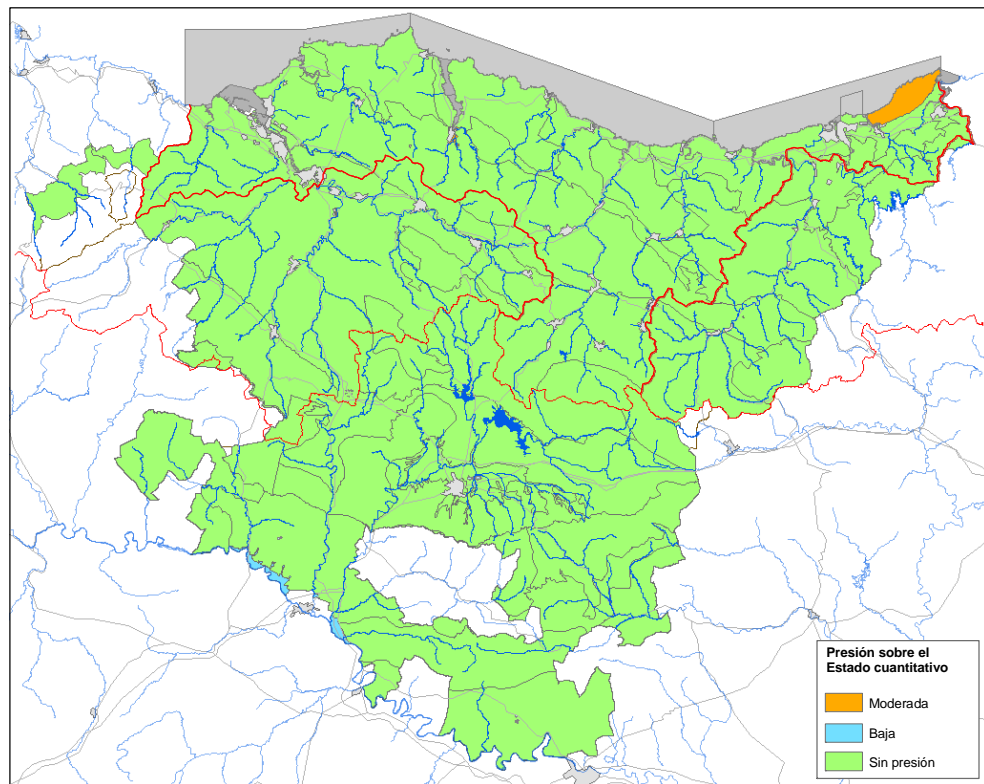 Presión sobre el
Estado cuantitativo
Moderada
Baja
Sin presión